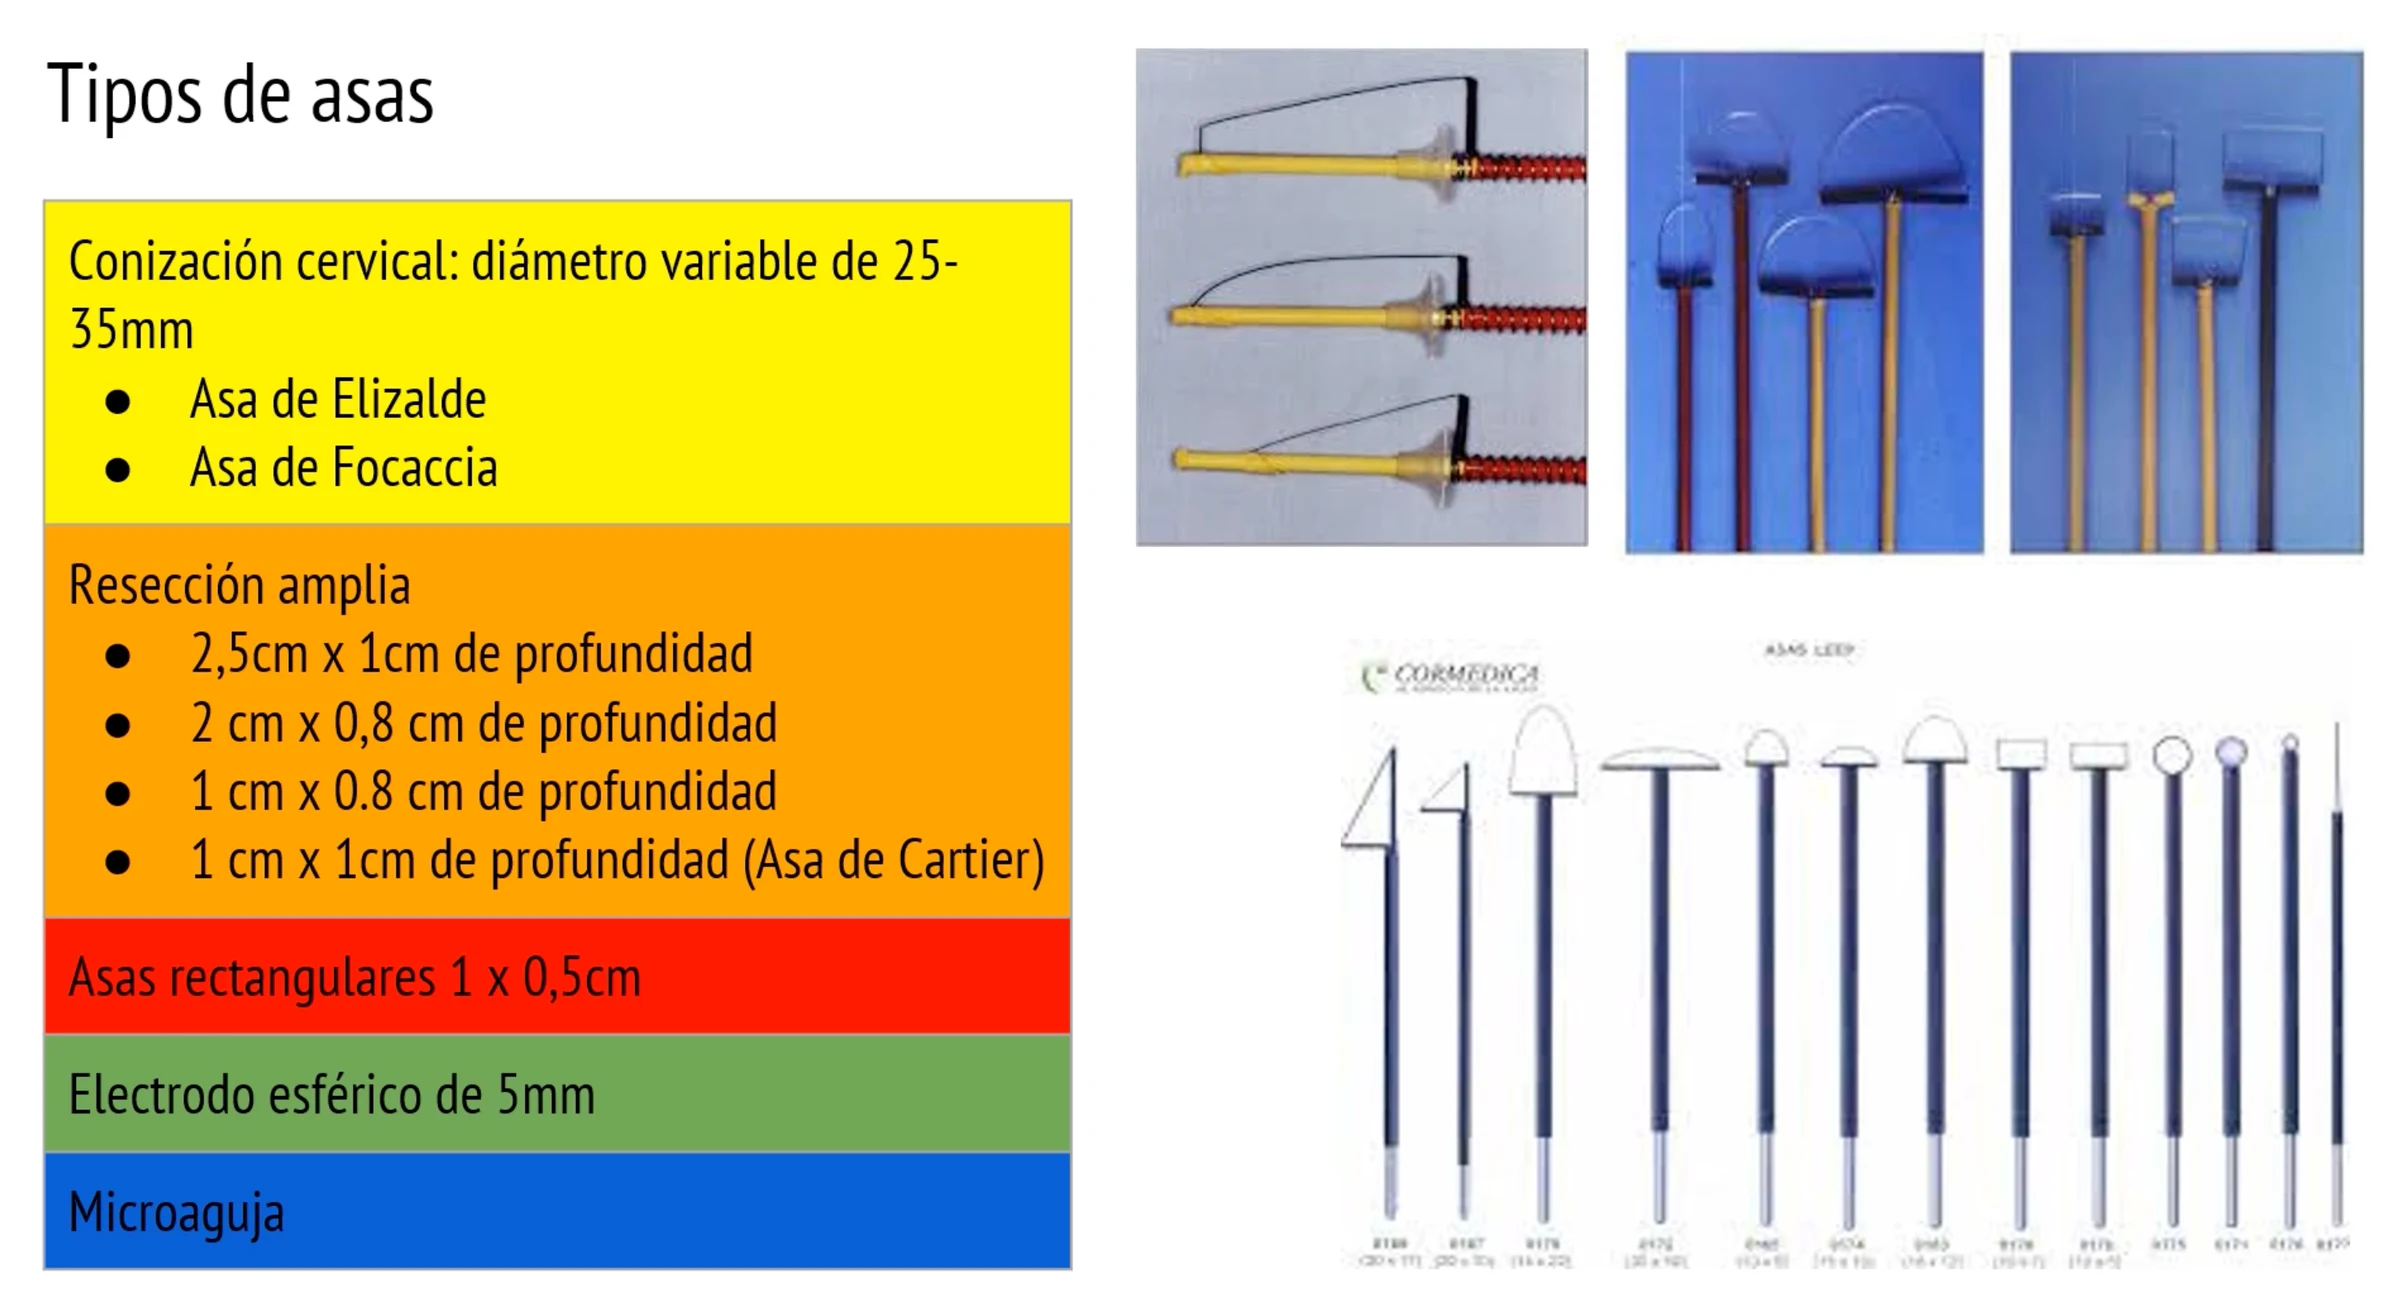 Tipos de asas
Conización cervical: diámetro variable de 25-
35mm
● Asa de Elizalde
● Asa de Focaccia
Resección amplia
● 2,5cm x 1cm de profundidad
● 2 cm x 0,8 cm de profundidad
● 1 cm x 0.8 cm de profundidad
● 1 cm x 1cm de profundidad (Asa de Cartier)
Asas rectangulares 1 x 0,5cm
Electrodo esférico de 5mm
Microaguja
ASAS LEEP
CORMEDICA